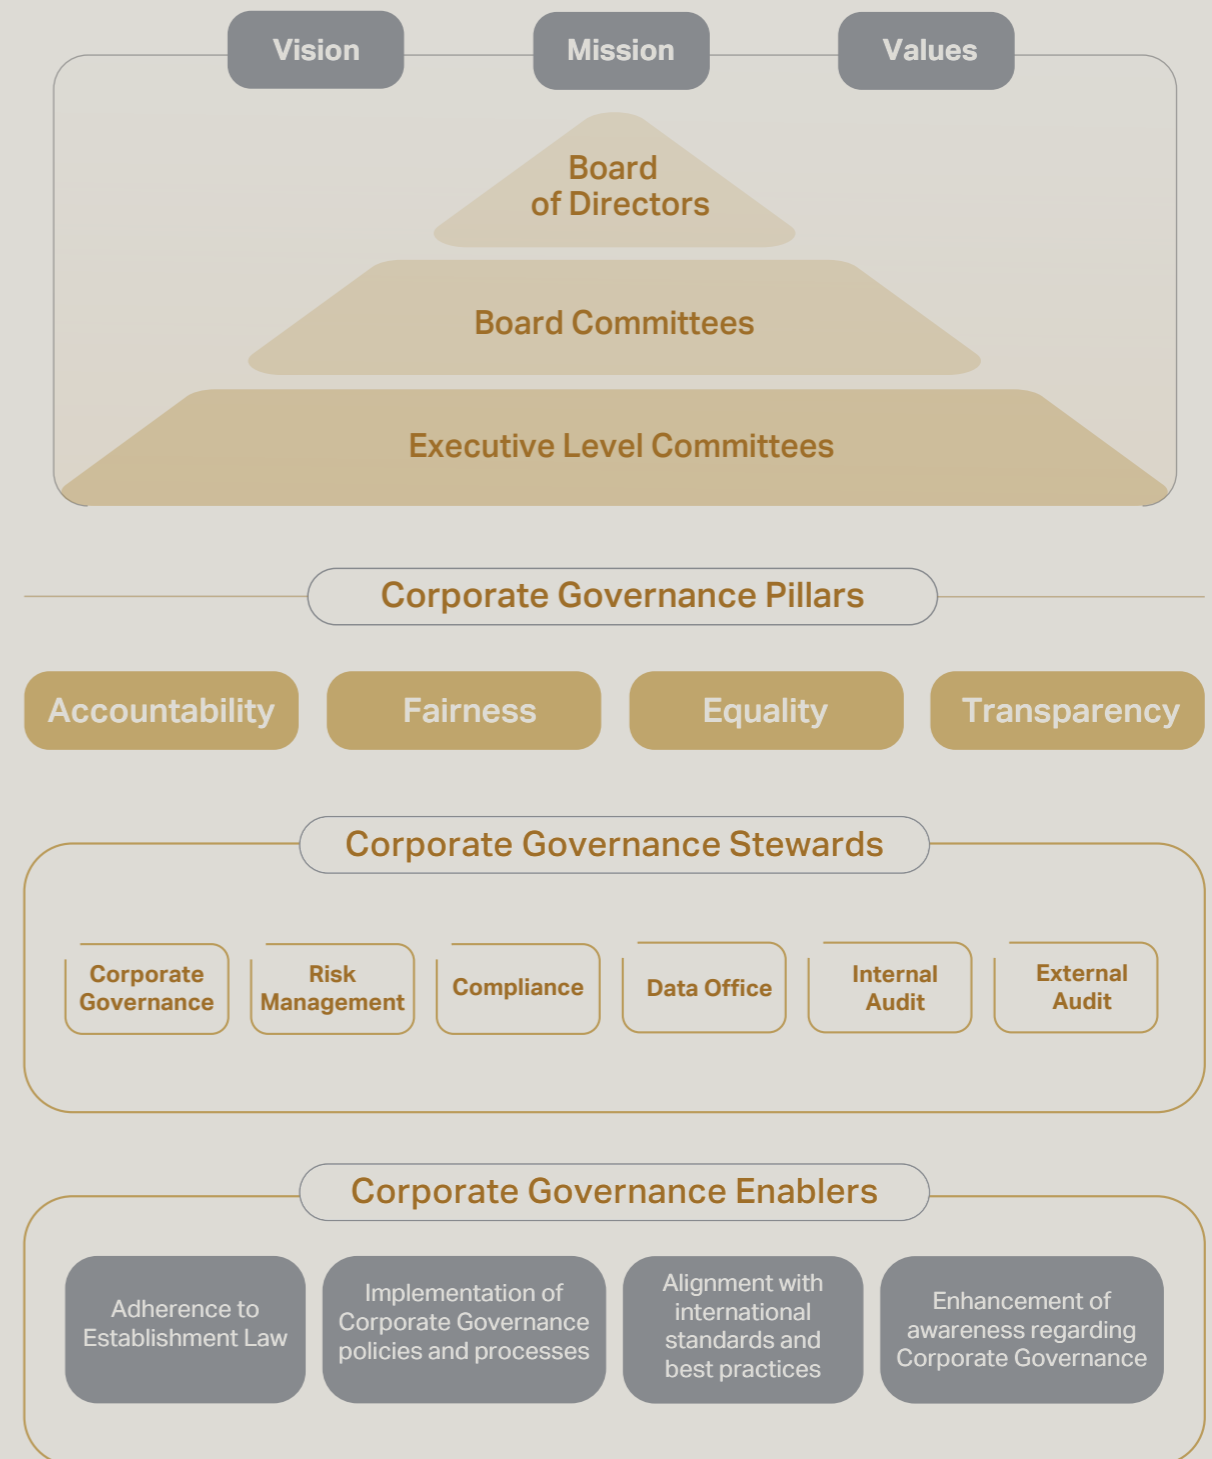 Vision
Mission
Values
Board
of Directors
Board Committees
Executive Level Committees
Corporate Governance Pillars
Accountability
Fairness
Equality
Transparency
Corporate Governance Stewards
Corporate
Governance
Risk
Management
Compliance
Data Office
Internal
Audit
External
Audit
Corporate Governance Enablers
Adherence to
Establishment Law
Implementation of
Corporate Governance
policies and processes
Alignment with
international
standards and
best practices
Enhancement of
awareness regarding
Corporate Governance